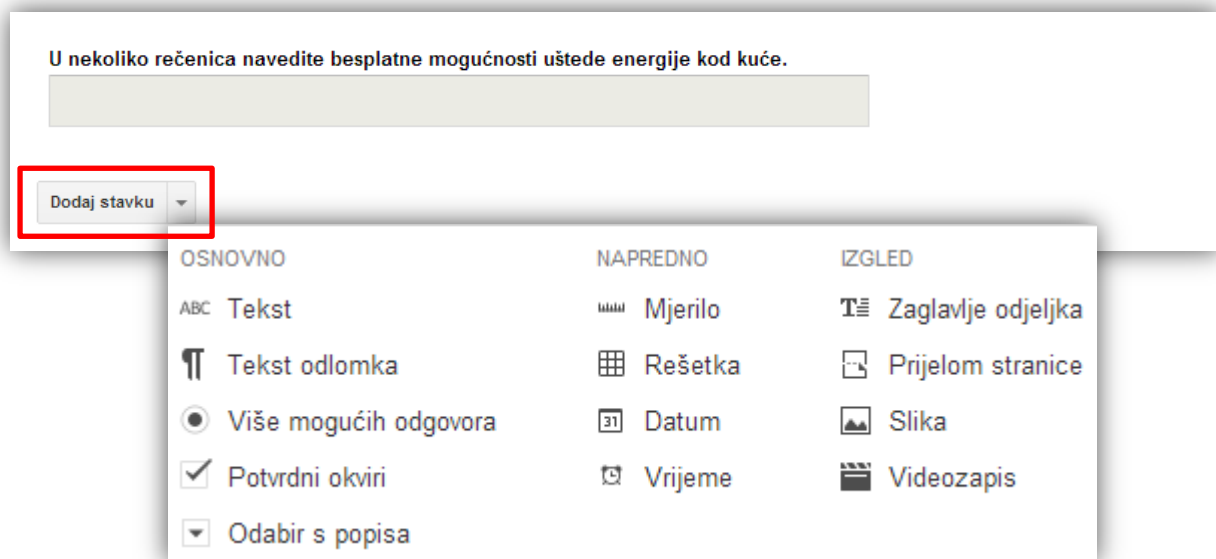 U nekoliko rečenica navedite besplatne mogućnosti uštede energije kod kuće.
Dodaj stavku
OSNOVNO
ABC Tekst
Tekst odlomka
Više mogućih odgovora
Potvrdni okviri
Odabir s popisa
NAPREDNO
Mjerilo
Rešetka
31 Datum
Vrijeme
IZGLED
T Zaglavlje odjeljka
Prijelom stranice
Slika
Videozapis